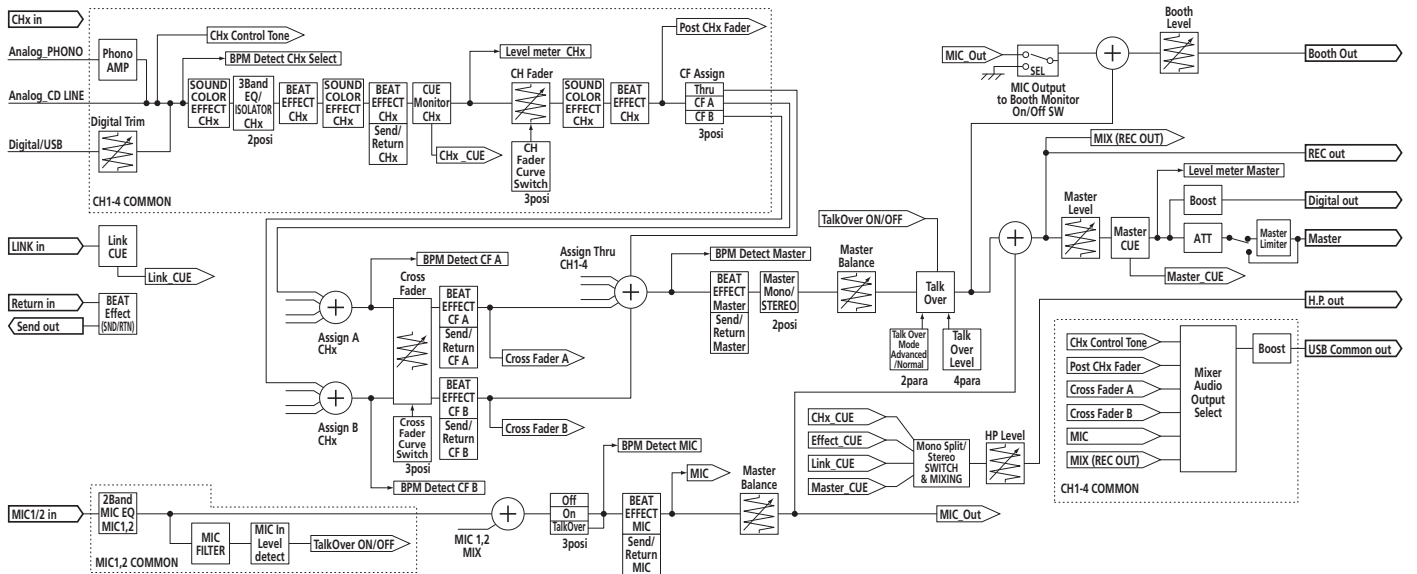 CHx in
Analog_PHONO
Phono
AMP
CHx Control Tone
BPM Detect CHx Select
Analog_CD LINE
Digital Trim
Digital/USB
SOUND
COLOR
EFFECT
CHx
3Band
EQ/
ISOLATOR
CHx
2posi
BEAT
EFFECT
CHx
SOUND
COLOR
EFFECT
CHx
BEAT
EFFECT
CHx
Send/
Return
CHx
CUE
Monitor
CHx
CHx _CUE
Level meter CHx
CH Fader
CH
Fader
Curve
Switch
3posi
SOUND
COLOR
EFFECT
CHx
BEAT
EFFECT
CHx
Post CHx Fader
CF Assign
Thru
CF A
CF B
3posi
CH1-4 COMMON
MIC_Out
SEL
MIC Output
to Booth Monitor
On/Off SW
Booth
Level
Booth Out
MIX (REC OUT)
REC out
Level meter Master
Master
Level
Master
CUE
Master_CUE
Boost
Digital out
ATT
Master
Limiter
Master
LINK in
Link
CUE
Link_CUE
Return in
Send out
BEAT
Effect
(SND/RTN)
Assign A
CHx
BPM Detect CF A
Cross
Fader
BEAT
EFFECT
CF A
Send/
Return
CF A
Cross Fader A
Assign B
CHx
Cross
Fader
Curve
Switch
3posi
BEAT
EFFECT
CF B
Send/
Return
CF B
Cross Fader B
BPM Detect CF B
Assign Thru
CH1-4
BPM Detect Master
BEAT
EFFECT
Master
Send/
Return
Master
Master
Mono/
STEREO
2posi
Master
Balance
TalkOver ON/OFF
Talk
Over
Talk Over
Mode
Advanced
/Normal
2para
Talk
Over
Level
4para
H.P. out
CHx Control Tone
Post CHx Fader
Cross Fader A
Cross Fader B
MIC
MIX (REC OUT)
Mixer
Audio
Output
Select
Boost
USB Common out
CH1-4 COMMON
CHx_CUE
Effect_CUE
Link_CUE
Master_CUE
Mono Split/
Stereo
SWITCH
& MIXING
HP Level
MIC1/2 in
2Band
MIC EQ
MIC1,2
MIC
FILTER
MIC In
Level
detect
TalkOver ON/OFF
MIC1,2 COMMON
MIC 1,2
MIX
Off
On
TalkOver
3posi
BPM Detect MIC
BEAT
EFFECT
MIC
Send/
Return
MIC
MIC
Master
Balance
MIC_Out